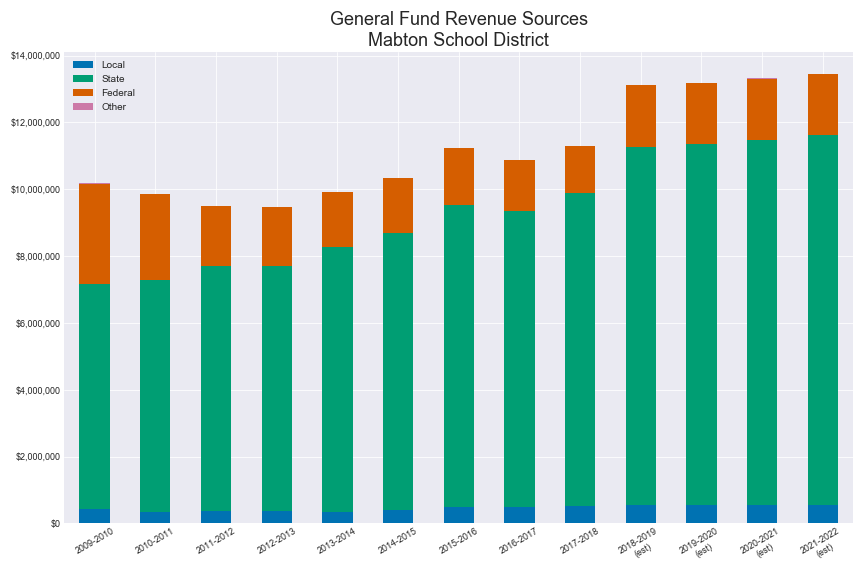 General Fund Revenue Sources
Mabton School District
$14,000,000
$12,000,000
$10,000,000
$8,000,000
$6,000,000
$4,000,000
$2,000,000
$0
Local
State
Federal
Other
2009-2010
2010-2011
2011-2012
2012-2013
2013-2014
2014-2015
2015-2016
2016-2017
2017-2018
2018-2019
(est)
2019-2020
(est)
2020-2021
(est)
2021-2022
(est)